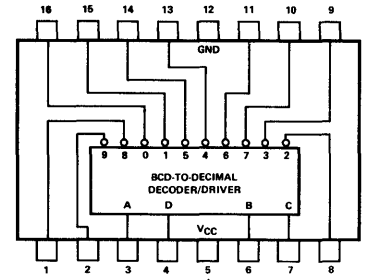 16 15 14 13 12 11 10 9
GND
9 8 0 1 5 4 6 7 3 2
BCD-TO-DECIMAL
DECODER/DRIVER
A D B C
VCC
1 2 3 4 5 6 7 8